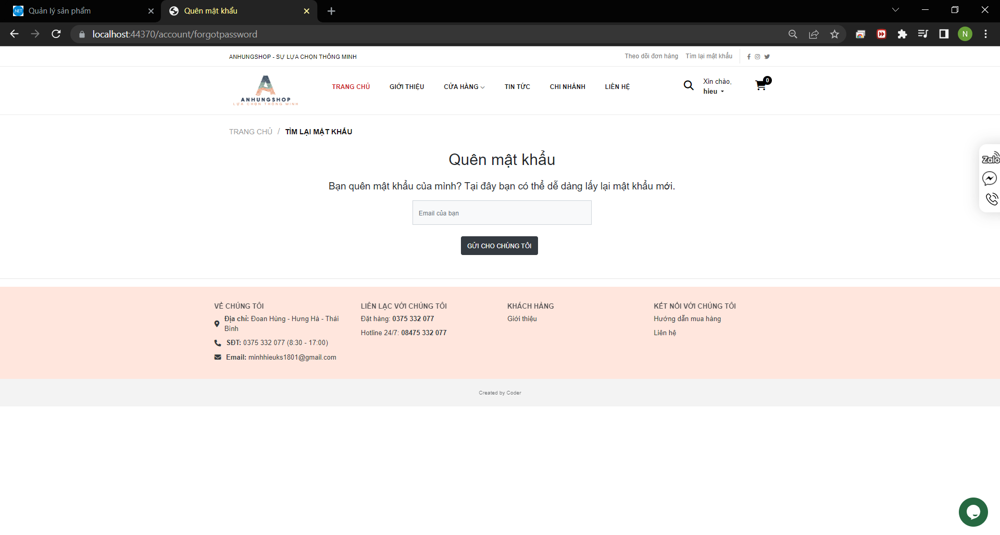 .NET Quản lý sản phẩm
Quên mật khẩu
localhost:44370/account/forgotpassword
N
ANHUNGSHOP - SỰ LỰA CHỌN THÔNG MINH
Theo dõi đơn hàng
Tìm lại mật khẩu
ANHUNGSHOP
LỰA CHỌN THÔNG MINH
TRANG CHỦ
GIỚI THIỆU
CỬA HÀNG
TIN TỨC
CHI NHÁNH
LIÊN HỆ
Xin chào,
hieu
0
TRANG CHỦ / TÌM LẠI MẬT KHẨU
Zalo
Quên mật khẩu
Bạn quên mật khẩu của mình? Tại đây bạn có thể dễ dàng lấy lại mật khẩu mới.
Email của bạn
GỬI CHO CHÚNG TÔI
VỀ CHÚNG TÔI
Địa chỉ: Đoan Hùng - Hưng Hà - Thái
Bình
SĐT: 0375 332 077 (8:30 - 17:00)
Email: minhhieuks1801@gmail.com
LIÊN LẠC VỚI CHÚNG TÔI
Đặt hàng: 0375 332 077
Hotline 24/7: 08475 332 077
KHÁCH HÀNG
Giới thiệu
KẾT NỐI VỚI CHÚNG TÔI
Hướng dẫn mua hàng
Liên hệ
Created by Coder